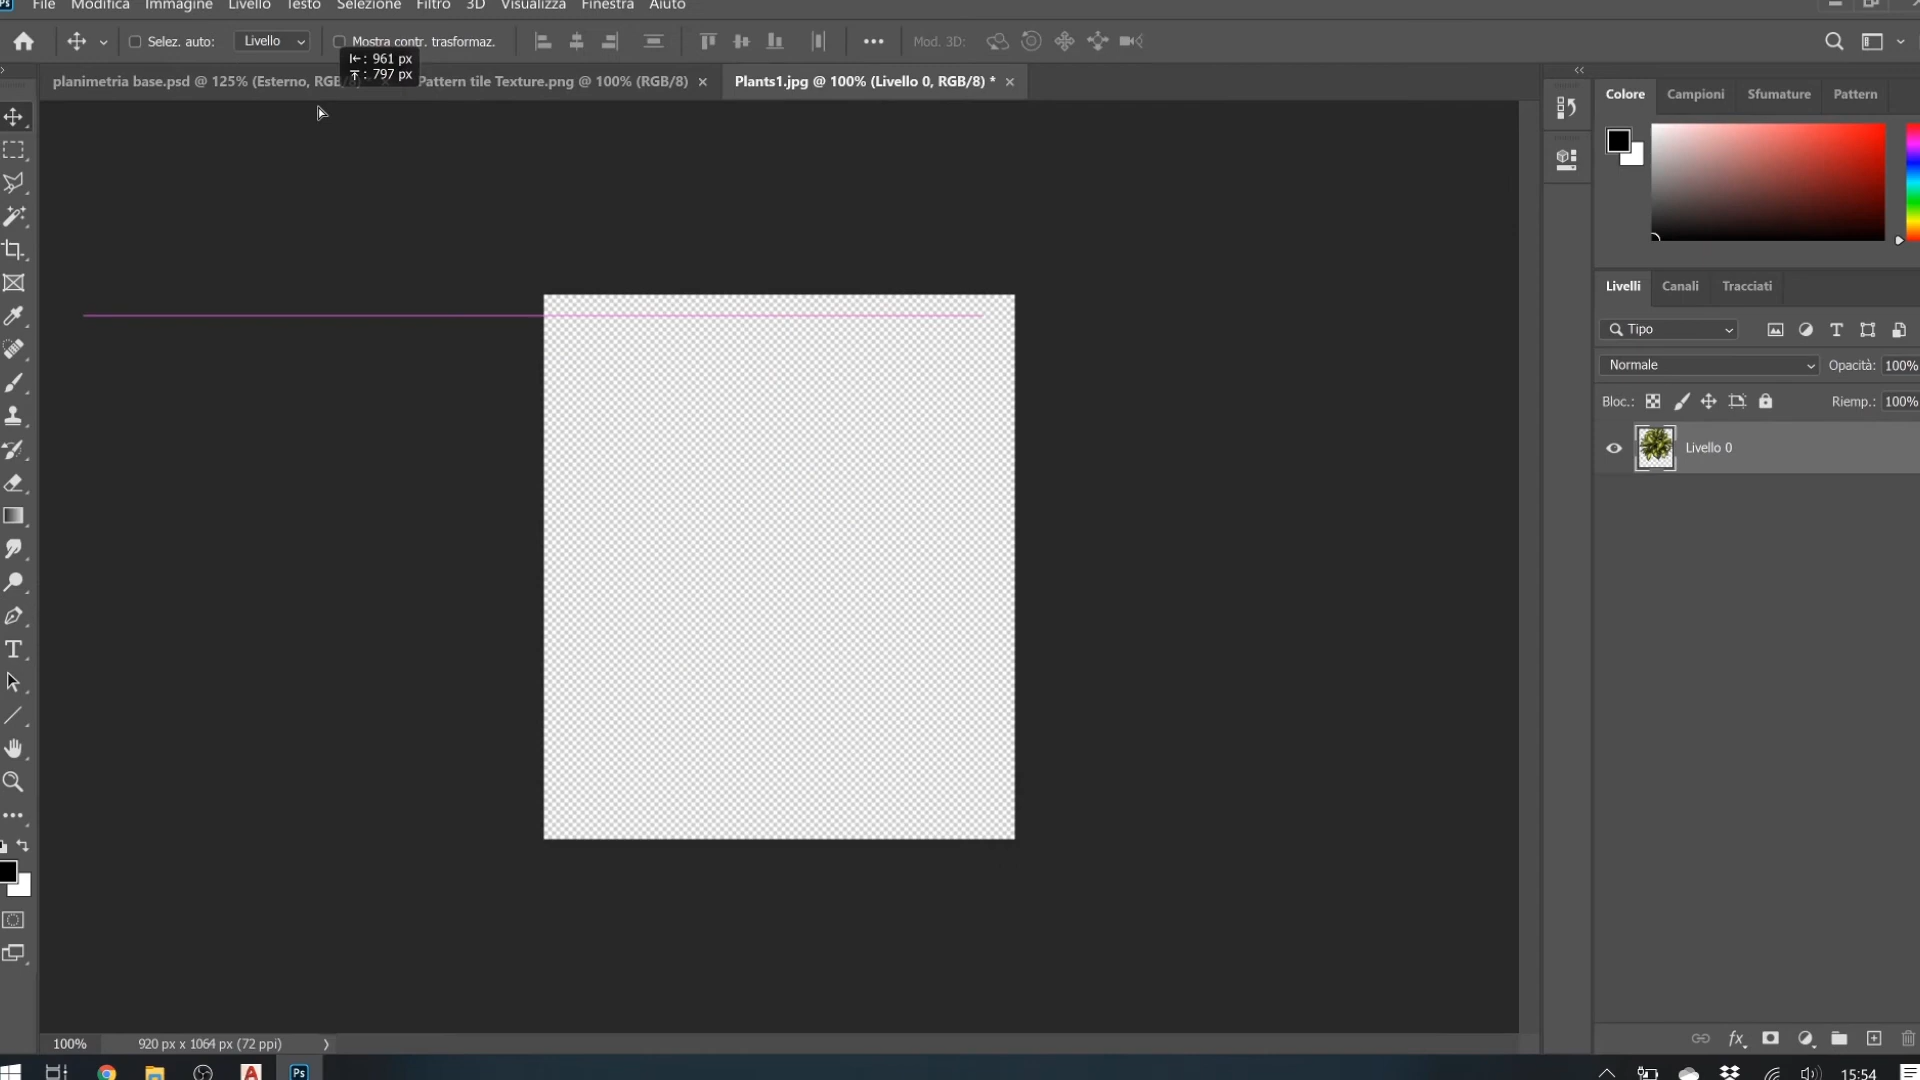 Ps File Modifica Immagine Livello Testo Selezione Filtro 3D Visualizza Finestra Aiuto
Selez. auto: Livello Mostra contr. trasformaz. Mod. 3D:
961 px
797 px
planimetria base.psd @ 125% (Esterno, RGB/ Pattern tile Texture.png @ 100% (RGB/8) Plants1.jpg @ 100% (Livello 0, RGB/8) *
Colore Campioni Sfumature Pattern
Livelli Canali Tracciati
Tipo
Normale Opacità: 100%
Bloc.: Riemp.: 100%
Livello 0
100% 920 px x 1064 px (72 ppi)
Ps 15:54